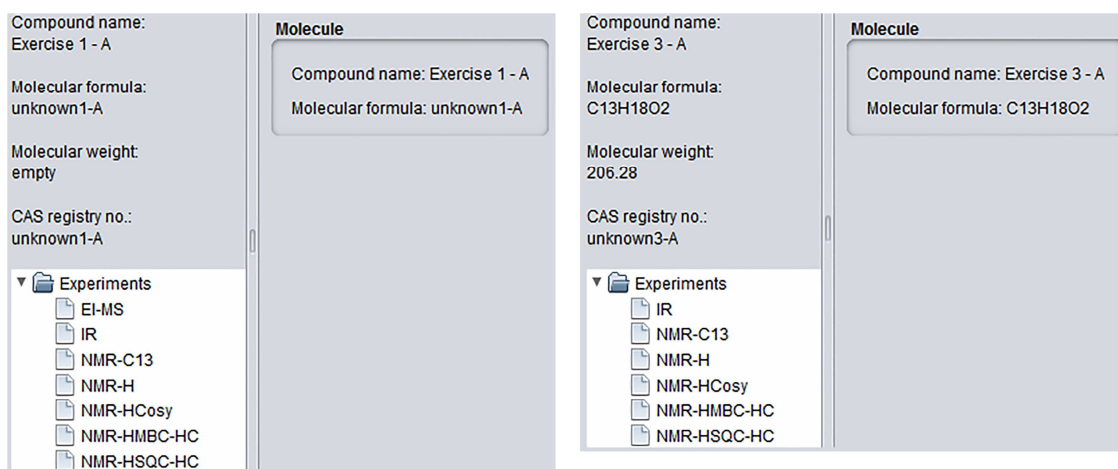 Compound name:
Exercise 1 - A
Molecular formula:
unknown1-A
Molecular weight:
empty
CAS registry no.:
unknown1-A
Experiments
EI-MS
IR
NMR-C13
NMR-H
NMR-HCosy
NMR-HMBC-HC
NMR-HSQC-HC
Molecule
Compound name: Exercise 1 - A
Molecular formula: unknown1-A
Compound name:
Exercise 3 - A
Molecular formula:
C13H18O2
Molecular weight:
206.28
CAS registry no.:
unknown3-A
Experiments
IR
NMR-C13
NMR-H
NMR-HCosy
NMR-HMBC-HC
NMR-HSQC-HC
Molecule
Compound name: Exercise 3 - A
Molecular formula: C13H18O2